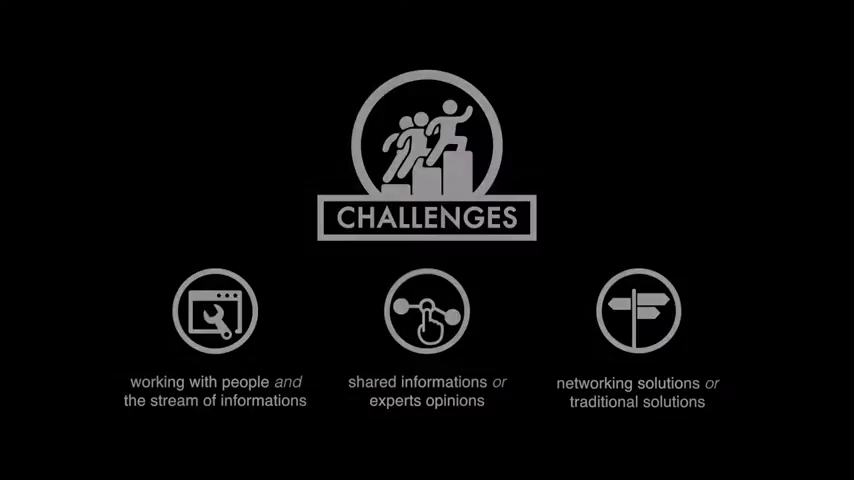 CHALLENGES
working with people and
the stream of informations
shared informations or
experts opinions
networking solutions or
traditional solutions